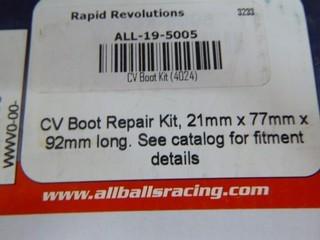 Rapid Revolutions 3233
ALL-19-5005
CV Boot Kit (4024)
CV Boot Repair Kit, 21mm x 77mm x
92mm long. See catalog for fitment
details
www.allballsracing.com